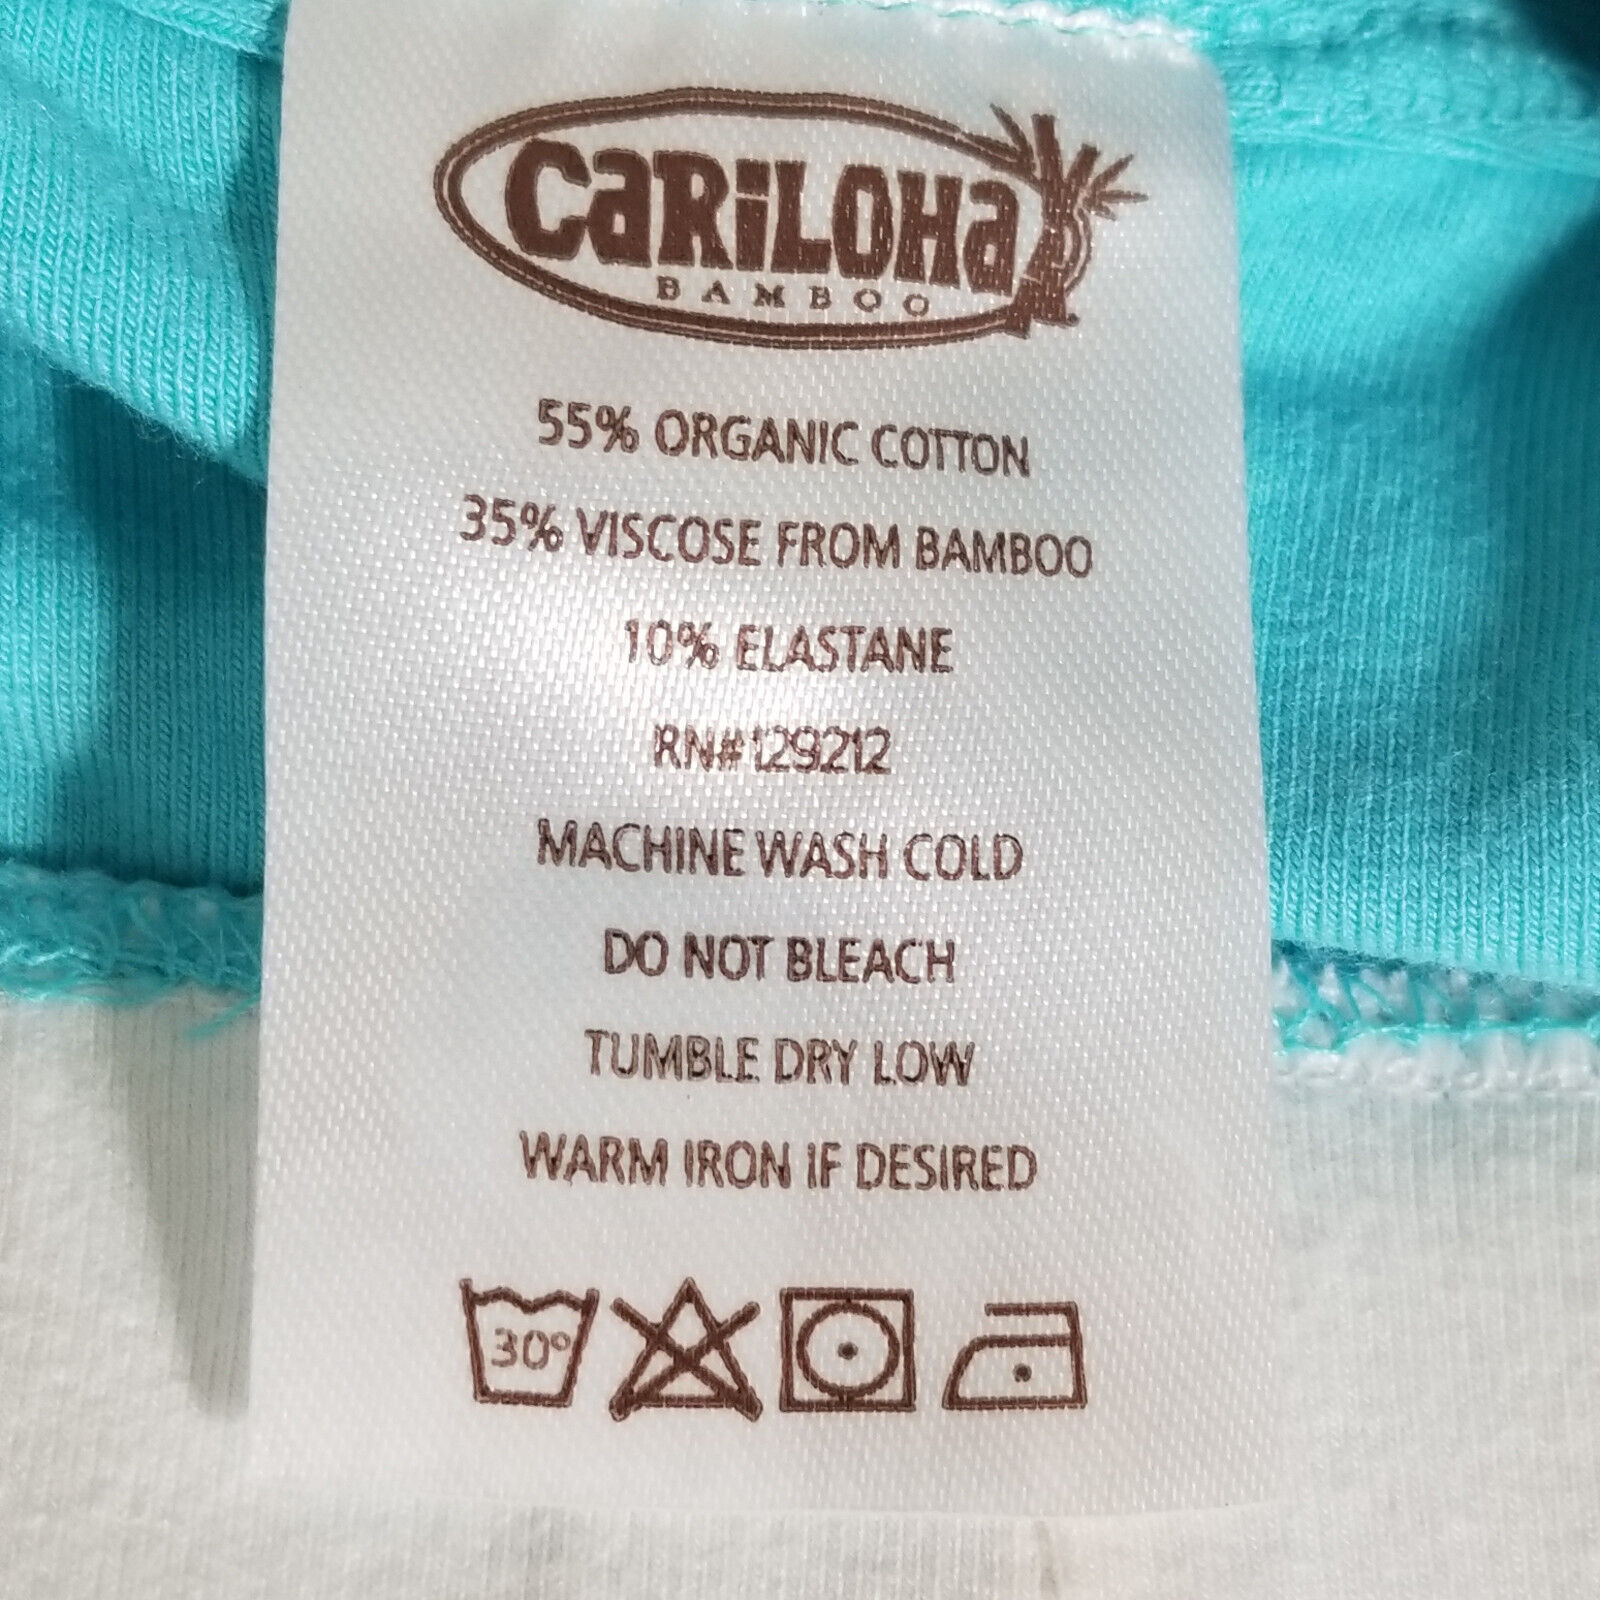 CARiLOHa
BAMBOO
55% ORGANIC COTTON
35% VISCOSE FROM BAMBOO
10% ELASTANE
RN#129212
MACHINE WASH COLD
DO NOT BLEACH
TUMBLE DRY LOW
WARM IRON IF DESIRED
30°